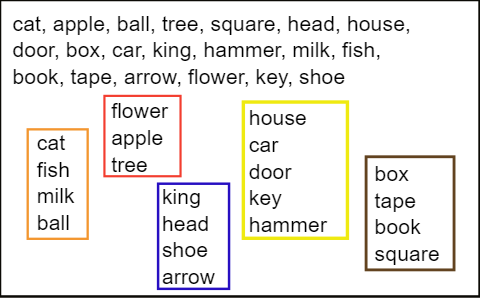 cat, apple, ball, tree, square, head, house,
door, box, car, king, hammer, milk, fish,
book, tape, arrow, flower, key, shoe
cat
fish
milk
ball
flower
apple
tree
king
head
shoe
arrow
house
car
door
key
hammer
box
tape
book
square